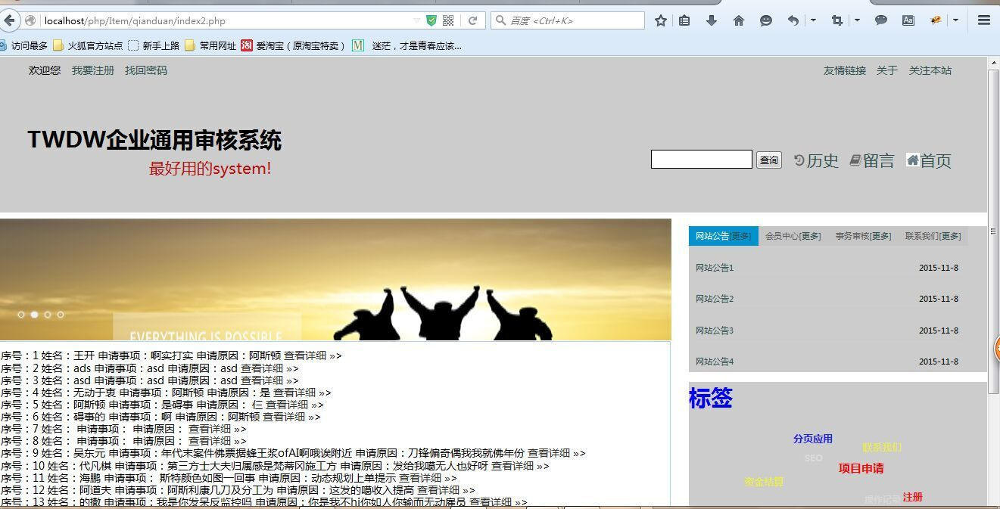 localhost/php/Item/qianduan/index2.php 百度 <Ctrl+K>
访问最多 火狐官方站点 新手上路 常用网址 淘 爱淘宝（原淘宝特卖） M 迷茫，才是青春应该...
欢迎您 我要注册 找回密码 友情链接 关于 关注本站
TWDW企业通用审核系统
最好用的system!
查询 历史 留言 首页
网站公告[更多] 会员中心[更多] 事务审核[更多] 联系我们[更多]
网站公告1 2015-11-8
网站公告2 2015-11-8
网站公告3 2015-11-8
网站公告4 2015-11-8
EVERYTHING IS POSSIBLE
序号：1 姓名：王开 申请事项：啊实打实 申请原因：阿斯顿 查看详细 »>
序号：2 姓名：ads 申请事项：asd 申请原因：asd 查看详细 »>
序号：3 姓名：asd 申请事项：asd 申请原因：asd 查看详细 »>
序号：4 姓名：无动于衷 申请事项：阿斯顿 申请原因：是 查看详细 »>
序号：5 姓名：阿斯顿 申请事项：是碍事 申请原因： 仨 查看详细 »>
序号：6 姓名：碍事的 申请事项：啊 申请原因：阿斯顿 查看详细 »>
序号：7 姓名： 申请事项： 申请原因： 查看详细 »>
序号：8 姓名： 申请事项： 申请原因： 查看详细 »>
序号：9 姓名：吴东元 申请事项：年代末案件佛票据蜂王浆ofAI啊哦诶附近 申请原因：刀锋偏奇偶我我就佛年份 查看详细 »>
序号：10 姓名：代凡棋 申请事项：第三方士大夫归属感是梵蒂冈施工方 申请原因：发给我噶无人也好呀 查看详细 »>
序号：11 姓名：海鹏 申请事项： 斯特颜色如图一回事 申请原因：动态规划上单提示 查看详细 »>
序号：12 姓名：阿道夫 申请事项：阿斯利康几刀及分工为 申请原因：这发的噶收入提高 查看详细 »>
序号：13 姓名：的撒 申请事项：我是你发呆反监控吗 申请原因：你是我不hi你如人你输而无动雇员 查看详细 »>
标签
分页应用
联系我们
SEO
项目申请
资金结算
操作记录
注册